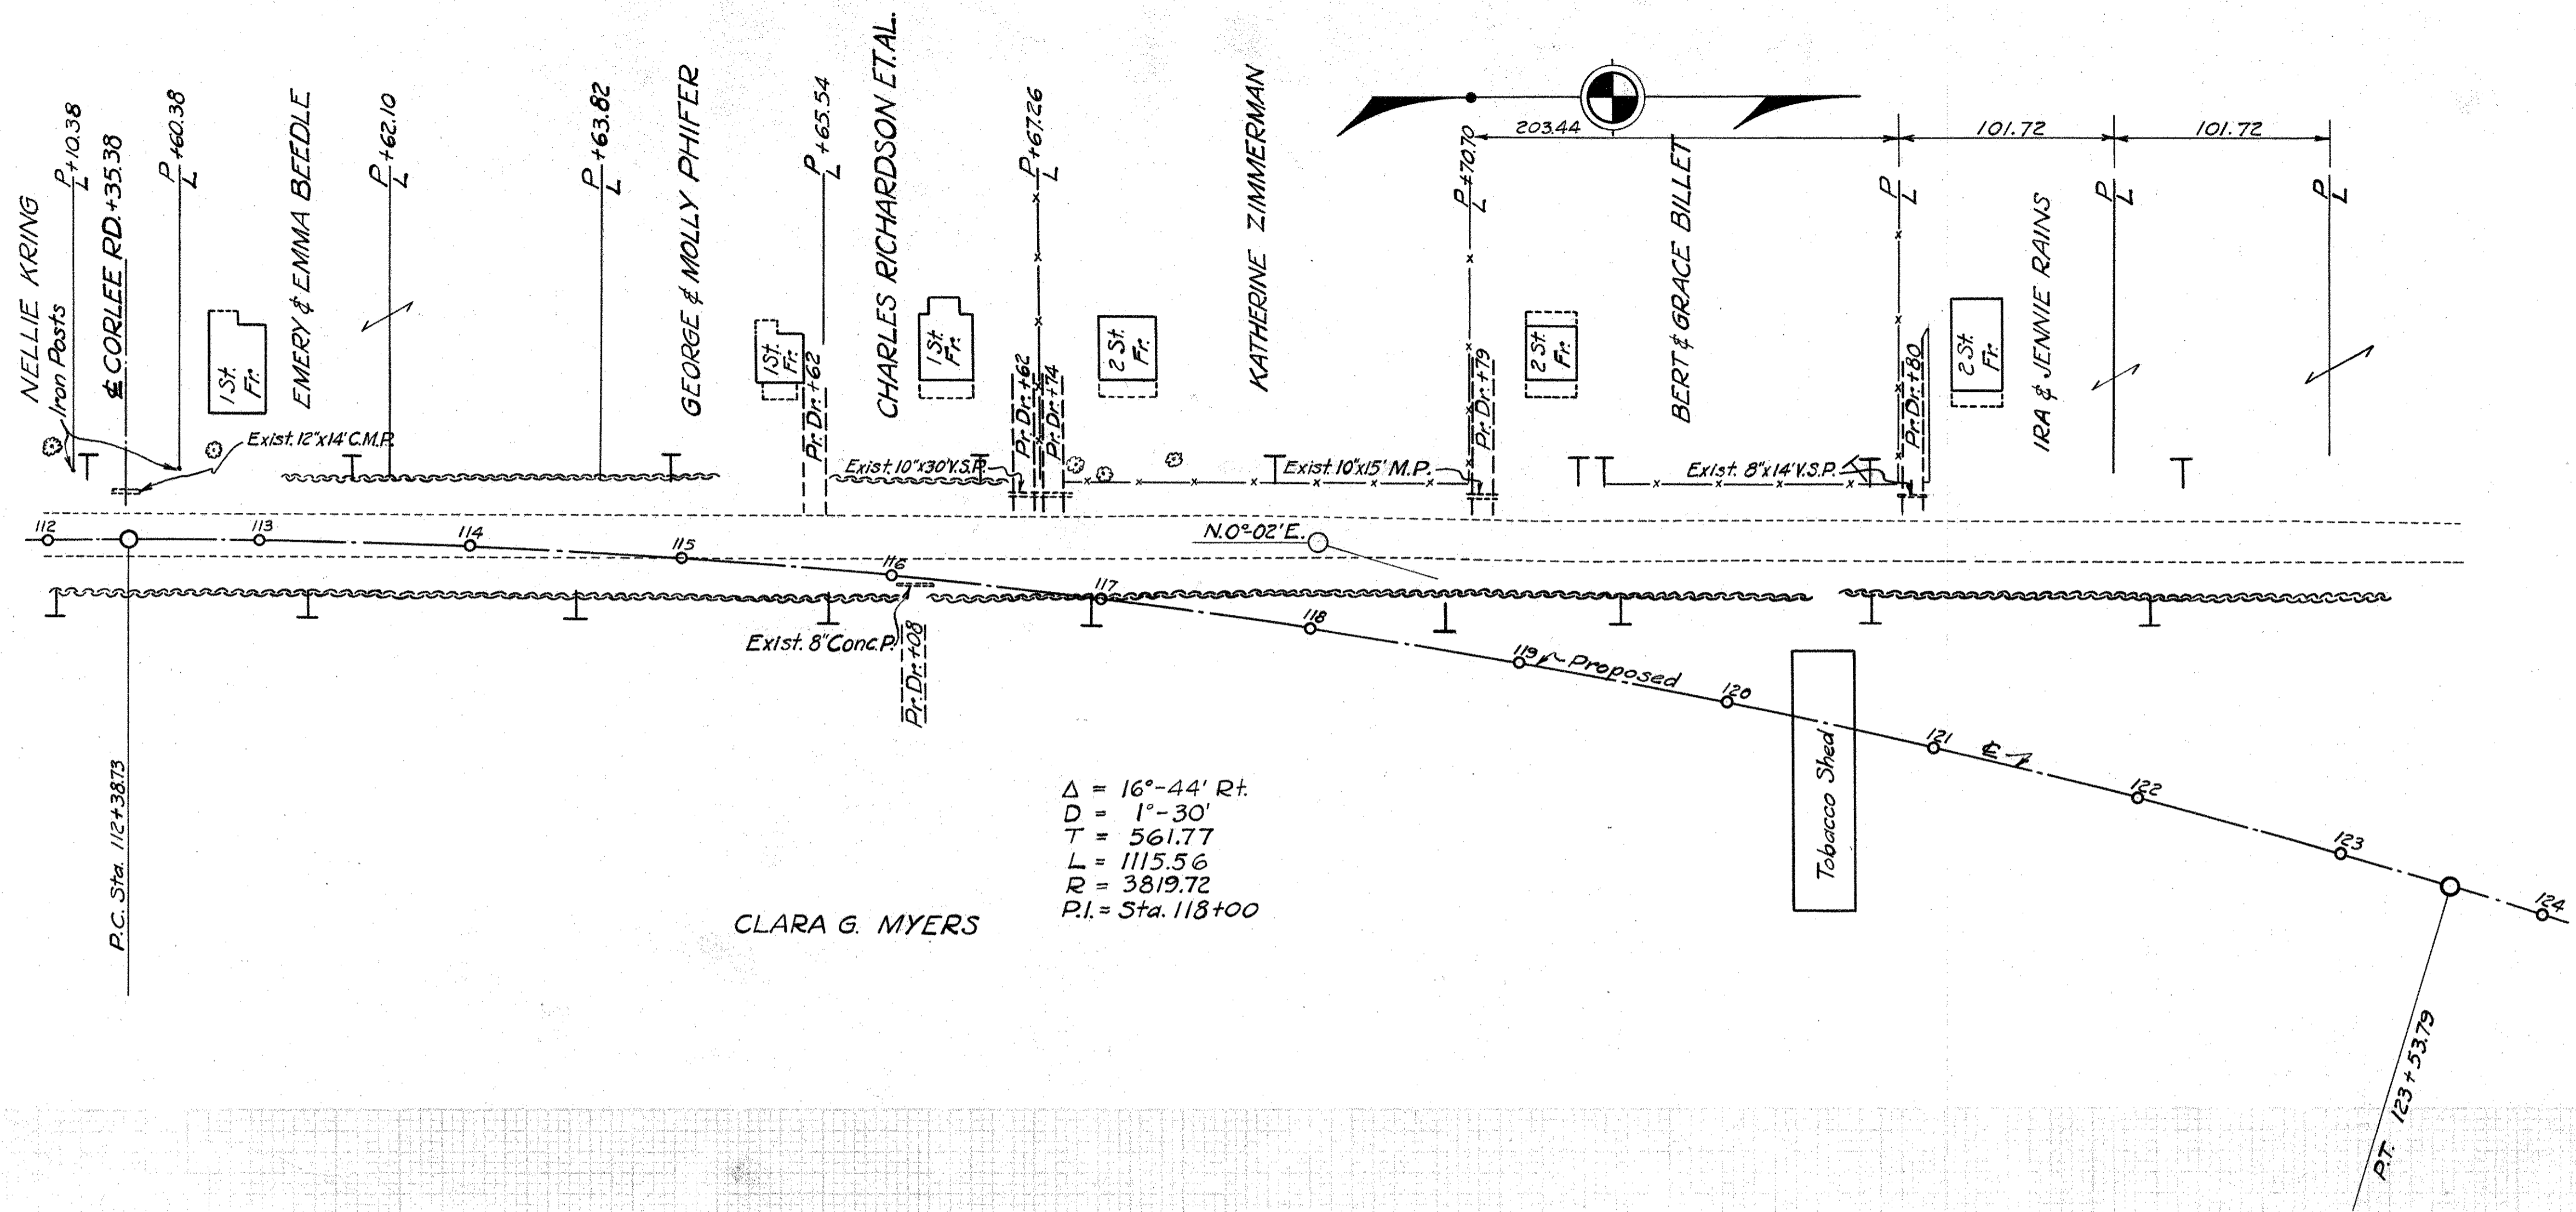 NELLIE KRING
Iron Posts
P/L +10.38
℄ CORLEE RD. +35.38
P/L +60.38
EMERY & EMMA BEEDLE
P/L +62.10
P/L +63.82
GEORGE & MOLLY PHIFER
P/L +65.54
CHARLES RICHARDSON ET.AL.
P/L +67.26
KATHERINE ZIMMERMAN
P/L +70.70
203.44
BERT & GRACE BILLET
P/L
101.72
IRA & JENNIE RAINS
P/L
101.72
P/L
1 St.
Fr.
1 St.
Fr.
1 St.
Fr.
2 St.
Fr.
2 St.
Fr.
2 St.
Fr.
Pr. Dr. +62
Pr. Dr. +62
Pr. Dr. +74
Pr. Dr. +79
Pr. Dr. +80
Exist. 12"x14' C.M.P.
Exist. 10"x30' V.S.P.
Exist. 10"x15' M.P.
Exist. 8"x14' V.S.P.
112
113
114
115
116
117
118
119
120
121
122
123
124
N.0°-02'E.
Exist. 8" Conc.P.
Pr. Dr. +08
Proposed
℄
Tobacco Shed
P.C. Sta. 112+38.73
Δ = 16°-44' Rt.
D = 1°-30'
T = 561.77
L = 1115.56
R = 3819.72
P.I. = Sta. 118+00
CLARA G. MYERS
P.T. 123+53.79